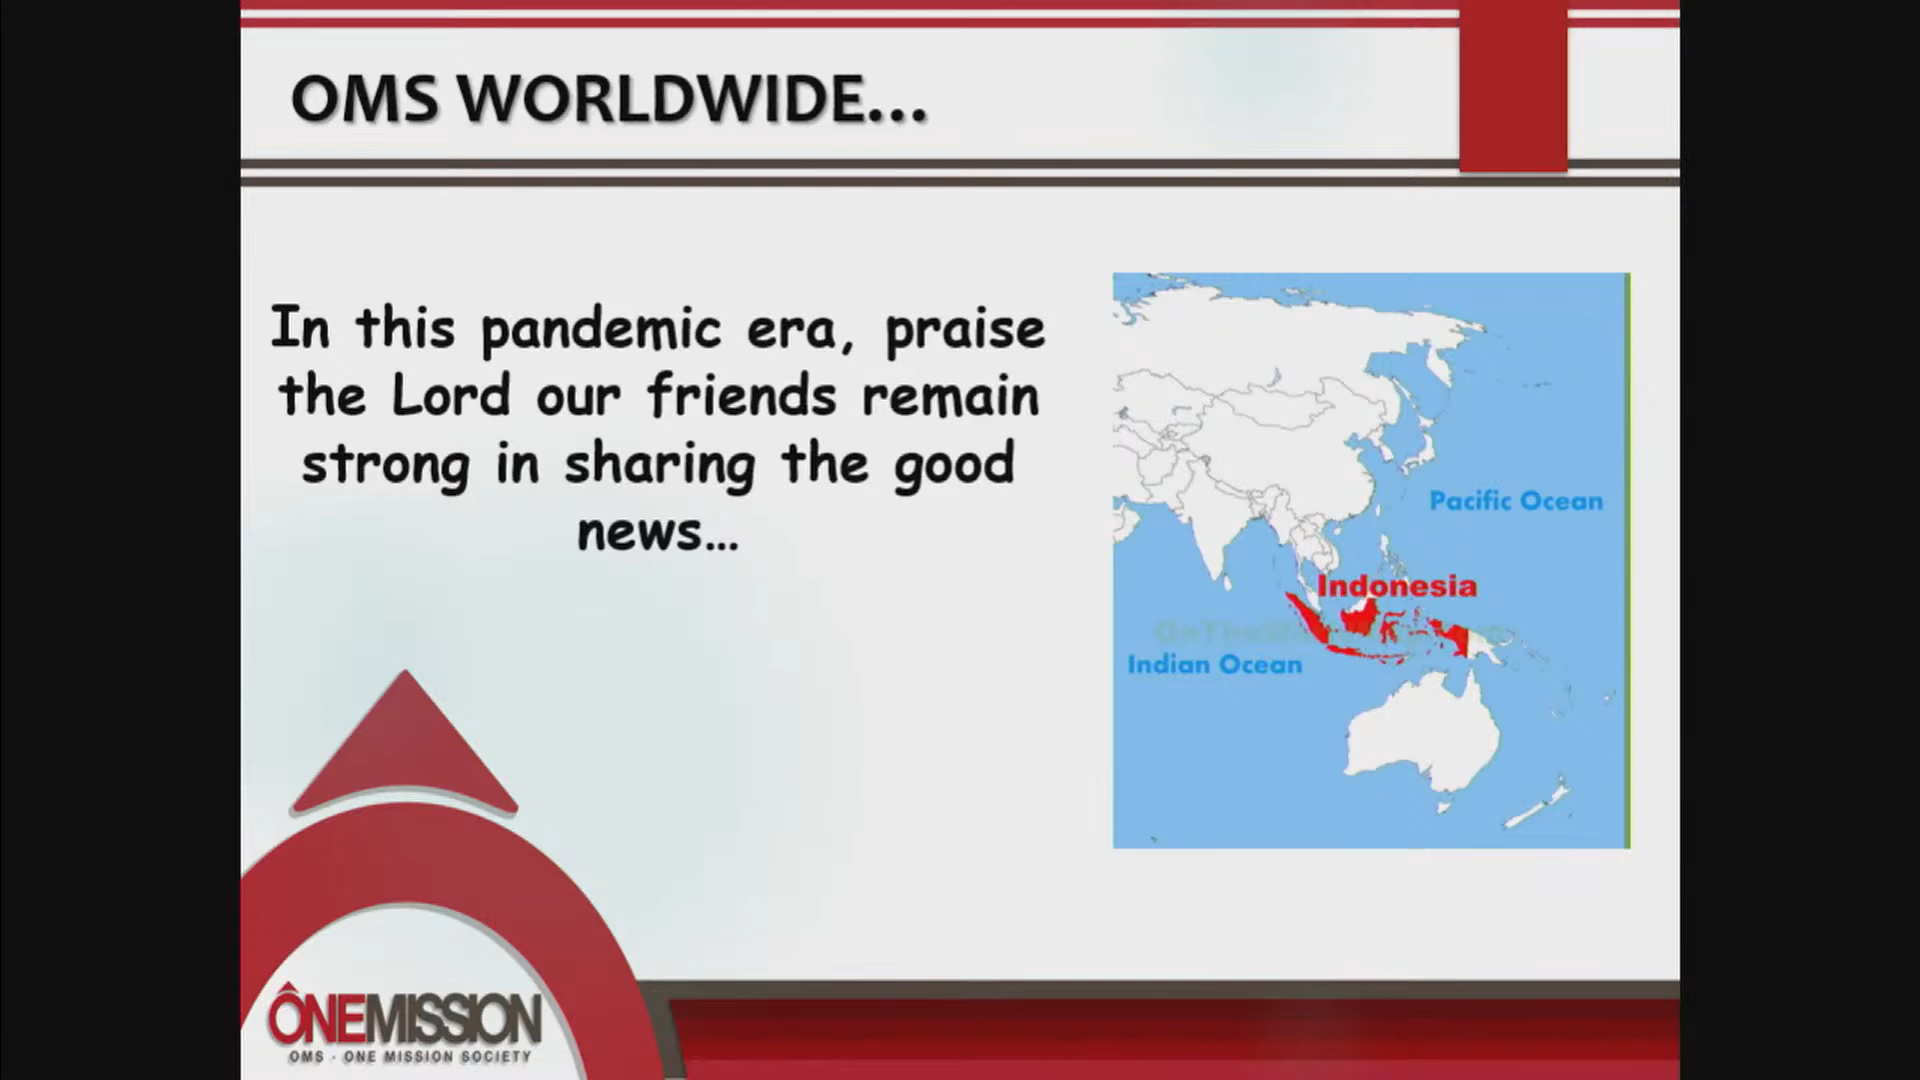 OMS WORLDWIDE...
In this pandemic era, praise
the Lord our friends remain
strong in sharing the good
news...
Pacific Ocean
Indonesia
Indian Ocean
ÔNEMISSION
OMS - ONE MISSION SOCIETY